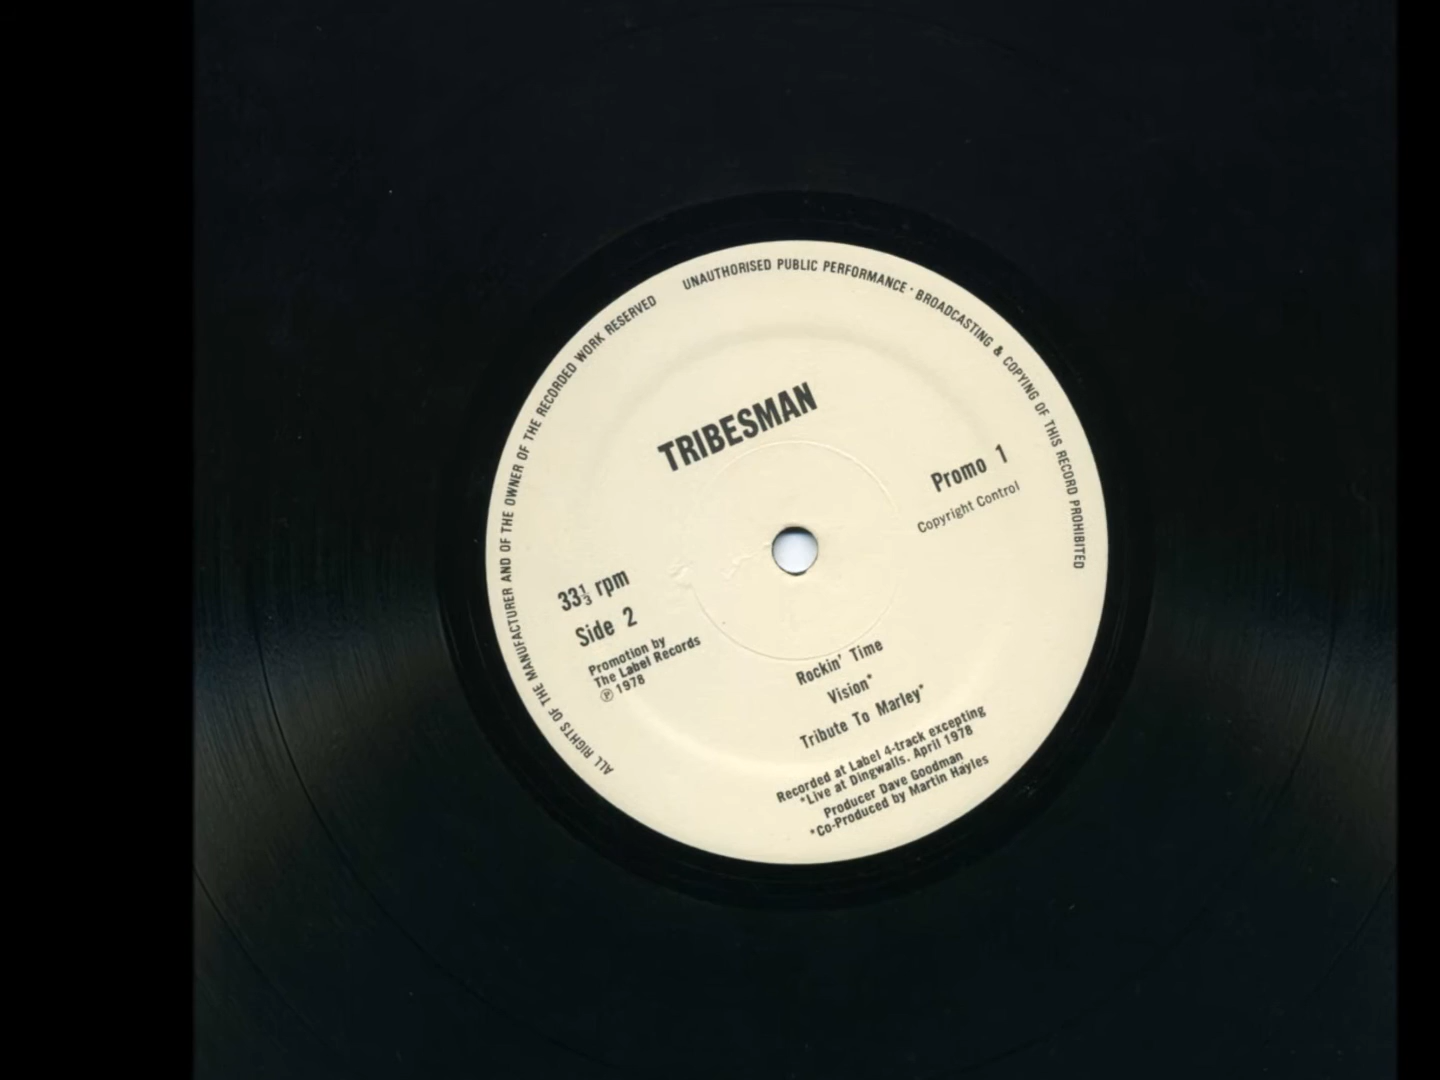 ALL RIGHTS OF THE MANUFACTURER AND OF THE OWNER OF THE RECORDED WORK RESERVED
UNAUTHORISED PUBLIC PERFORMANCE · BROADCASTING & COPYING OF THIS RECORD PROHIBITED
TRIBESMAN
Promo 1
Copyright Control
33⅓ rpm
Side 2
Promotion by
The Label Records
Ⓟ 1978
Rockin' Time
Vision*
Tribute To Marley*
Recorded at Label 4-track excepting
*Live at Dingwalls. April 1978
Producer Dave Goodman
*Co-Produced by Martin Hayles